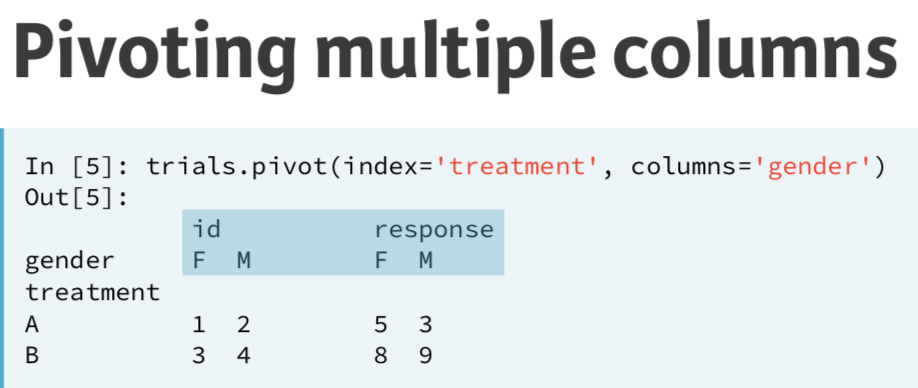 Pivoting multiple columns
In [5]: trials.pivot(index='treatment', columns='gender')
Out[5]:
id response
gender F M F M
treatment
A 1 2 5 3
B 3 4 8 9